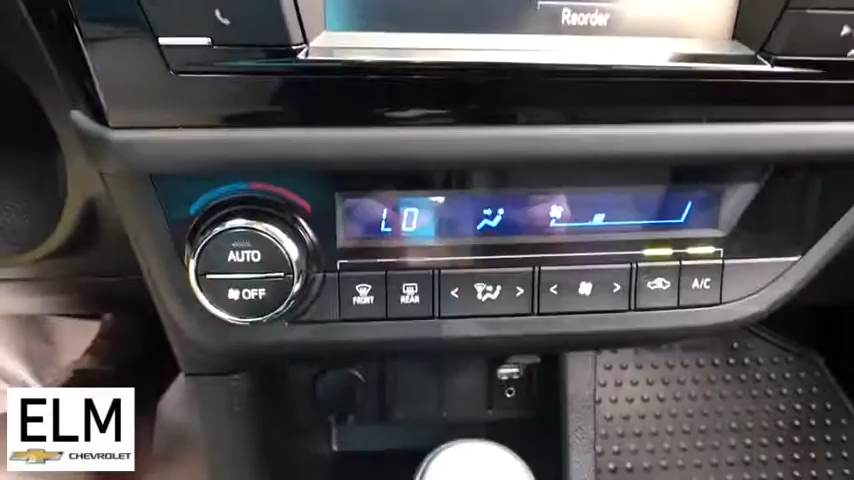 Reorder
LO
AUTO
OFF
FRONT
REAR
A/C
ELM
CHEVROLET